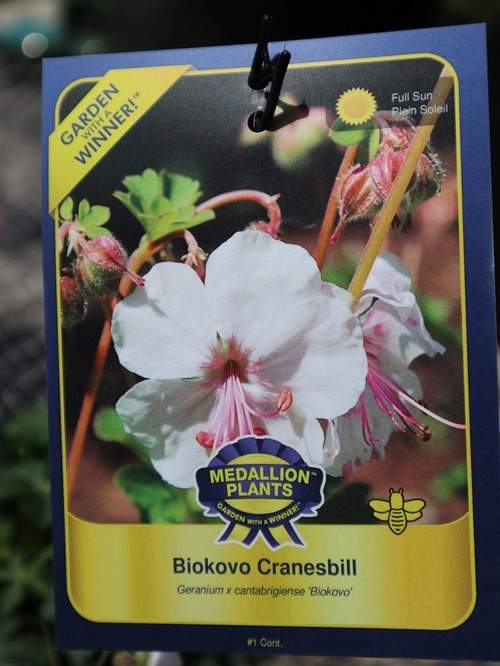 GARDEN
WITH A
WINNER!™
Full Sun
Plein Soleil
MEDALLION™
PLANTS
GARDEN WITH A WINNER!™
Biokovo Cranesbill
Geranium x cantabrigiense 'Biokovo'
#1 Cont.